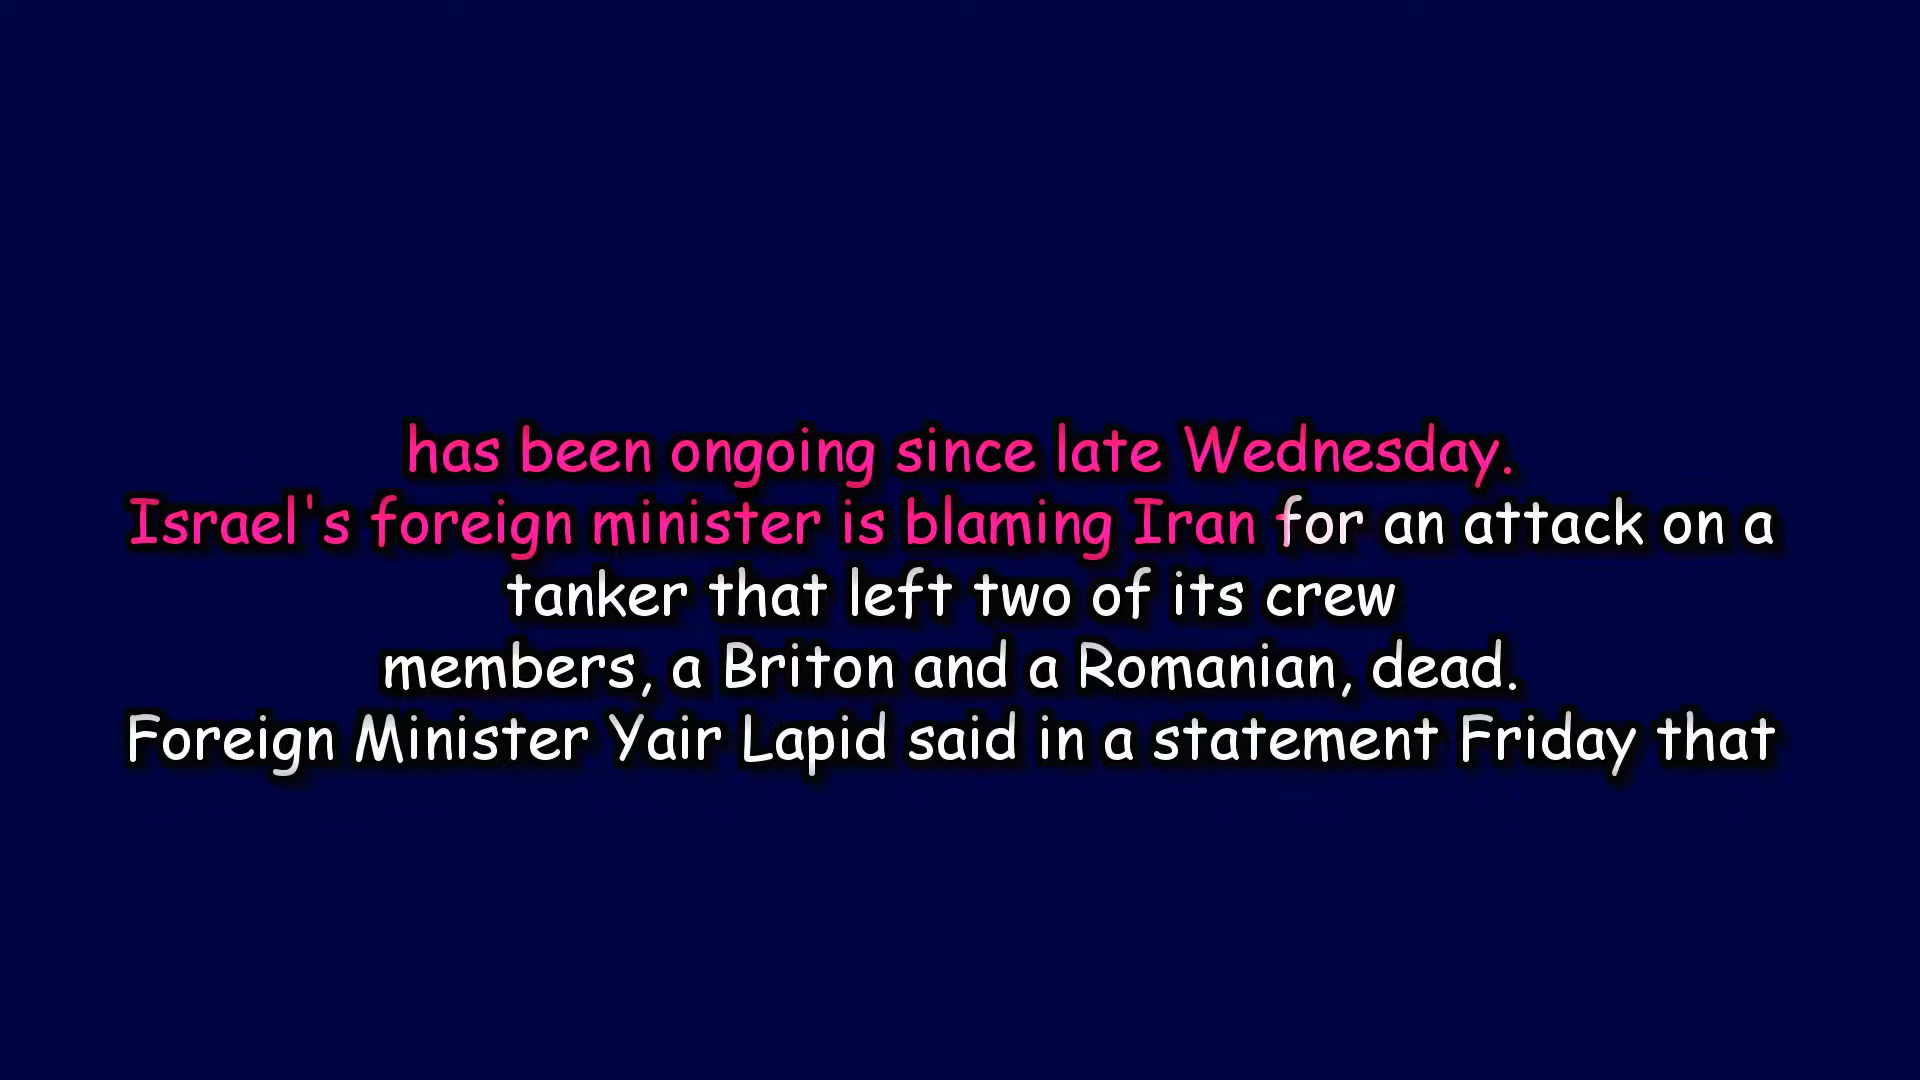 has been ongoing since late Wednesday.
Israel's foreign minister is blaming Iran for an attack on a
tanker that left two of its crew
members, a Briton and a Romanian, dead.
Foreign Minister Yair Lapid said in a statement Friday that